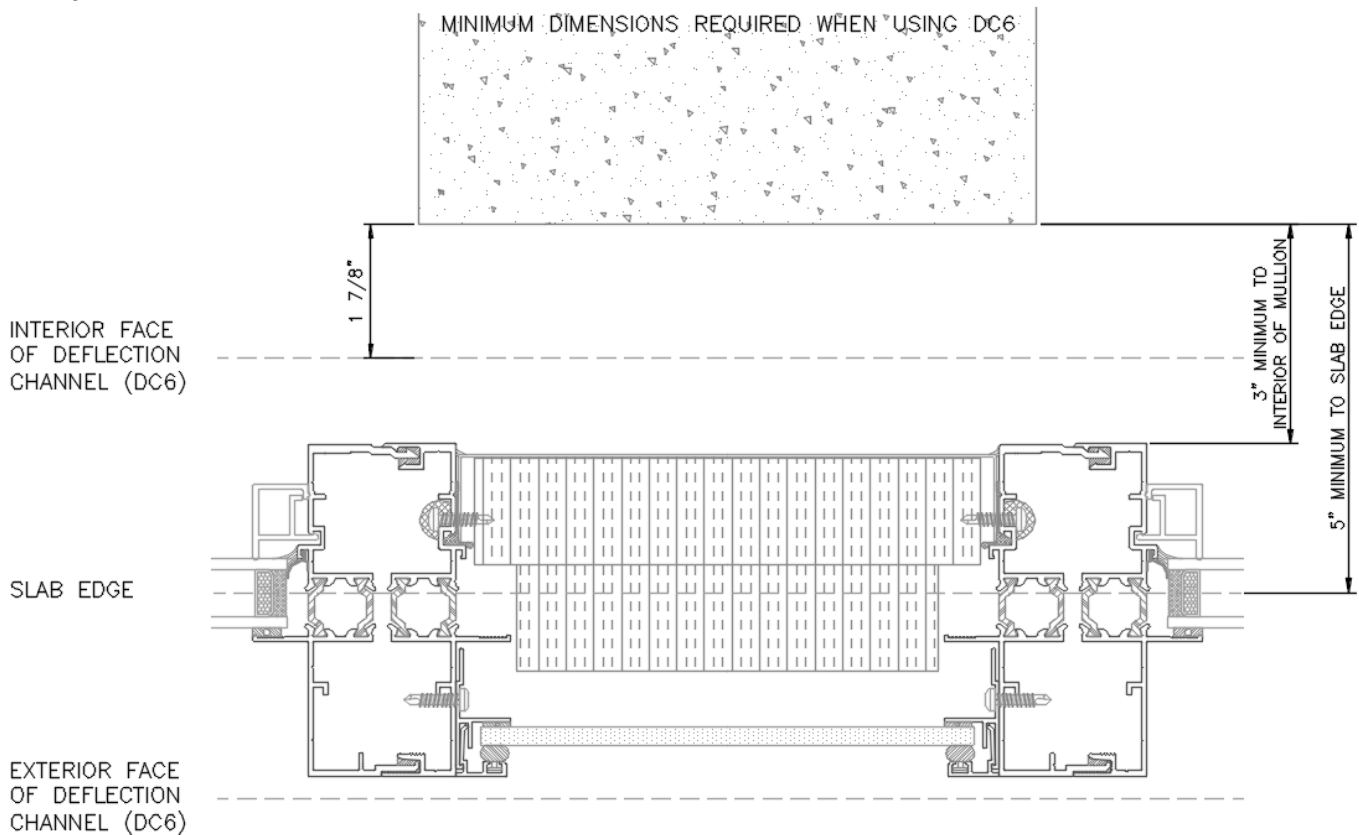 MINIMUM DIMENSIONS REQUIRED WHEN USING DC6
1 7/8"
3" MINIMUM TO
INTERIOR OF MULLION
5" MINIMUM TO SLAB EDGE
INTERIOR FACE
OF DEFLECTION
CHANNEL (DC6)
SLAB EDGE
EXTERIOR FACE
OF DEFLECTION
CHANNEL (DC6)